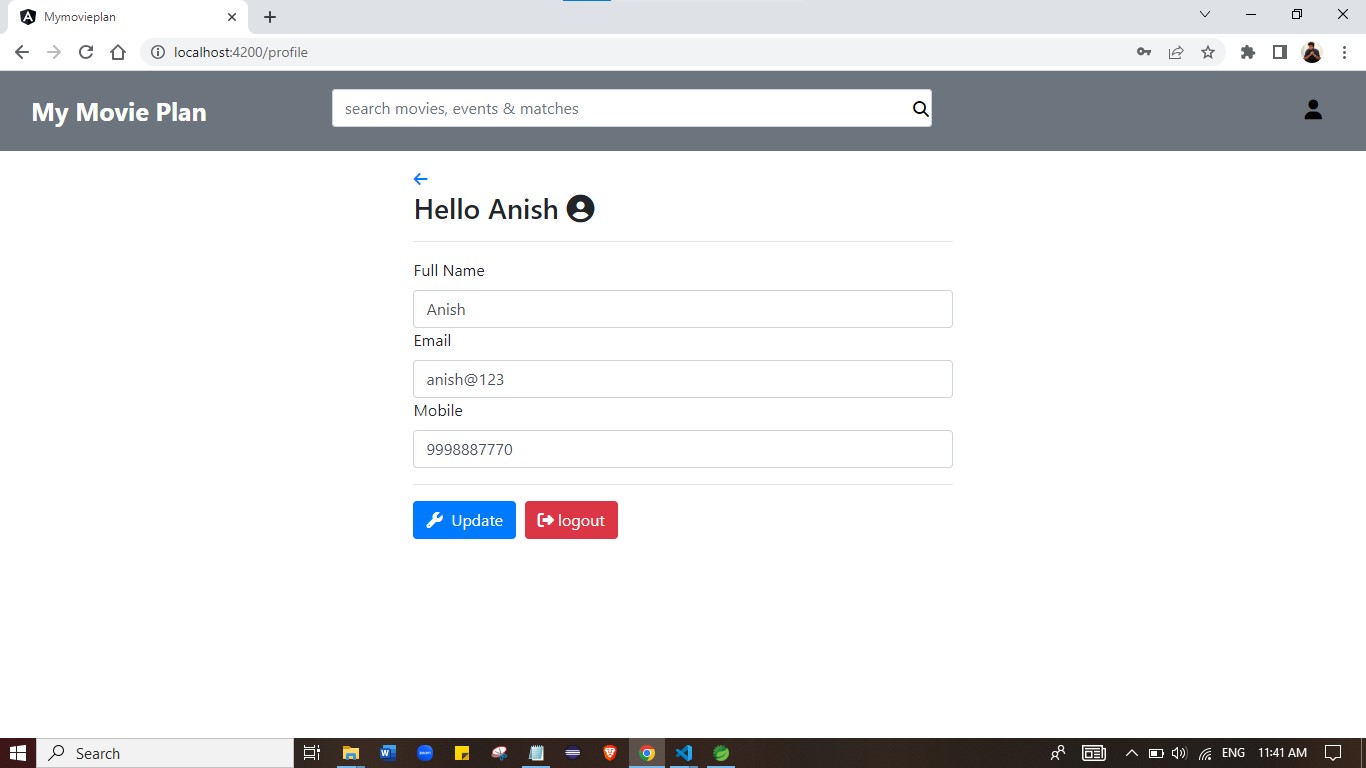 Mymovieplan
localhost:4200/profile
My Movie Plan
search movies, events & matches
Hello Anish
Full Name
Anish
Email
anish@123
Mobile
9998887770
Update
logout
Search
ENG
11:41 AM